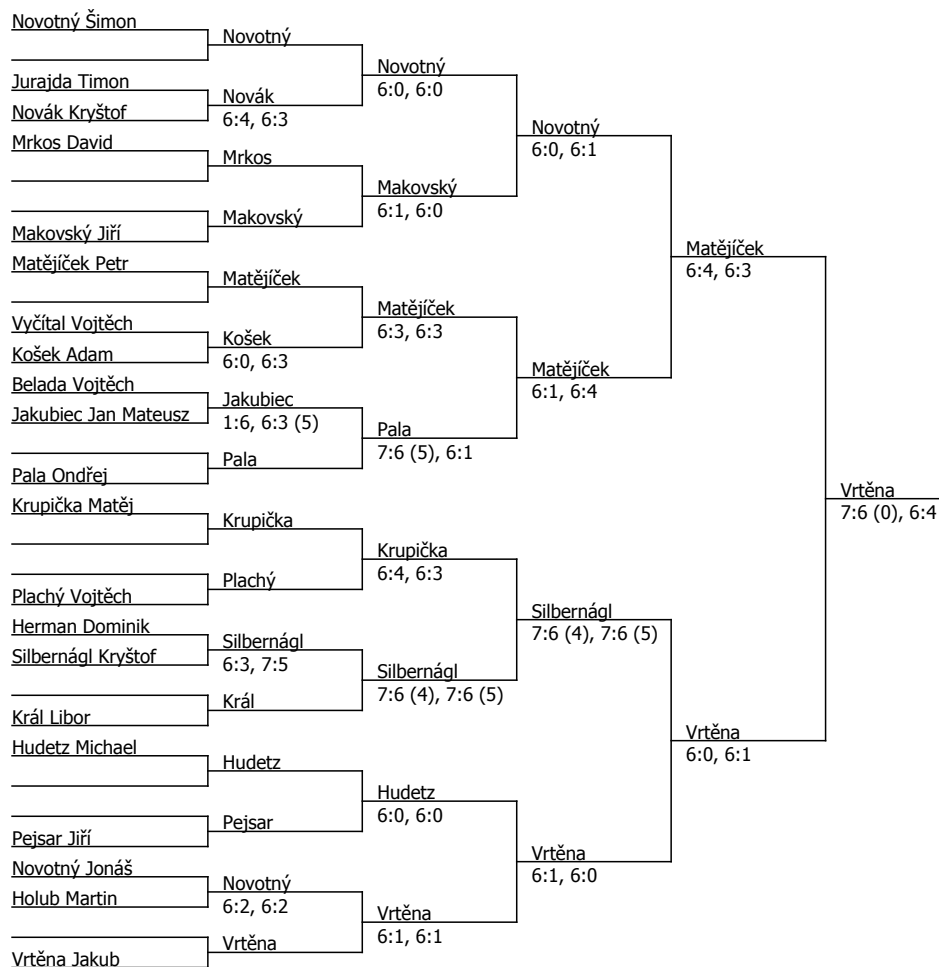 Novotný Šimon
Novotný
Novotný
6:0, 6:0
Jurajda Timon
Novák
6:4, 6:3
Novák Kryštof
Novotný
6:0, 6:1
Mrkos David
Mrkos
Makovský
6:1, 6:0
Makovský
Makovský Jiří
Matějíček
6:4, 6:3
Matějíček Petr
Matějíček
Matějíček
6:3, 6:3
Vyčítal Vojtěch
Košek
6:0, 6:3
Košek Adam
Matějíček
6:1, 6:4
Belada Vojtěch
Jakubiec
1:6, 6:3 (5)
Jakubiec Jan Mateusz
Pala
7:6 (5), 6:1
Pala
Pala Ondřej
Vrtěna
7:6 (0), 6:4
Krupička Matěj
Krupička
Krupička
6:4, 6:3
Plachý
Plachý Vojtěch
Silbernágl
7:6 (4), 7:6 (5)
Herman Dominik
Silbernágl
6:3, 7:5
Silbernágl Kryštof
Silbernágl
7:6 (4), 7:6 (5)
Král
Král Libor
Vrtěna
6:0, 6:1
Hudetz Michael
Hudetz
Hudetz
6:0, 6:0
Pejsar
Pejsar Jiří
Vrtěna
6:1, 6:0
Novotný Jonáš
Novotný
6:2, 6:2
Holub Martin
Vrtěna
6:1, 6:1
Vrtěna
Vrtěna Jakub